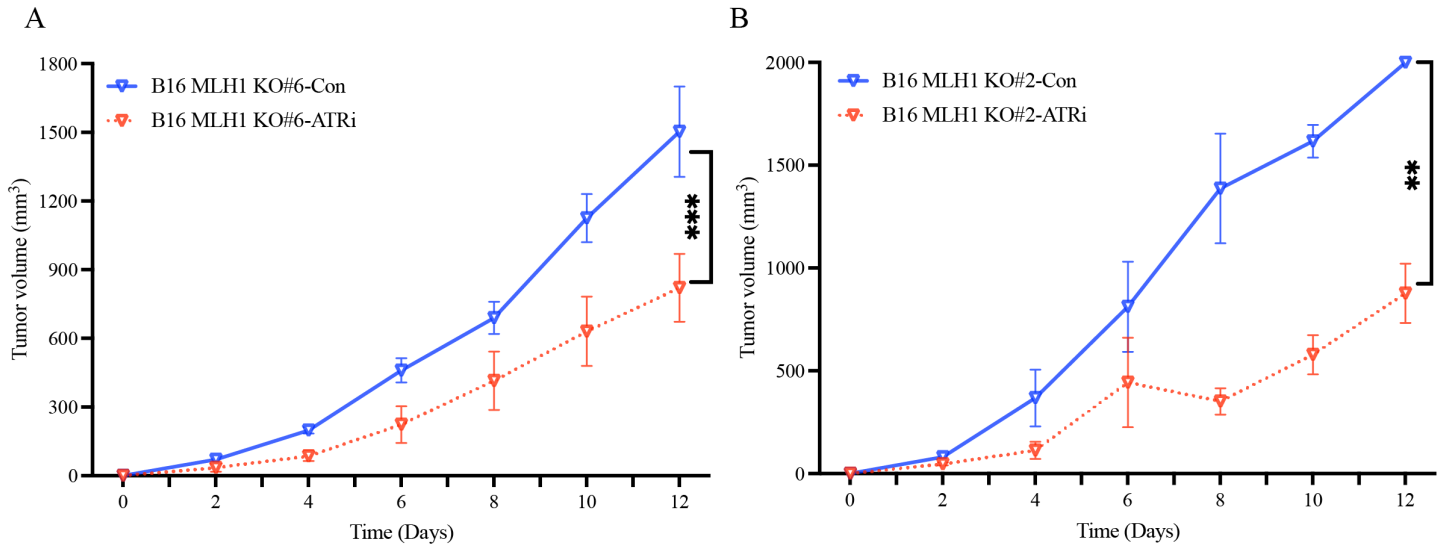 A
B16 MLH1 KO#6-Con
B16 MLH1 KO#6-ATRi
Tumor volume (mm³)
1800
1500
1200
900
600
300
0
***
0 2 4 6 8 10 12
Time (Days)
B
B16 MLH1 KO#2-Con
B16 MLH1 KO#2-ATRi
Tumor volume (mm³)
2000
1500
1000
500
0
**
0 2 4 6 8 10 12
Time (Days)